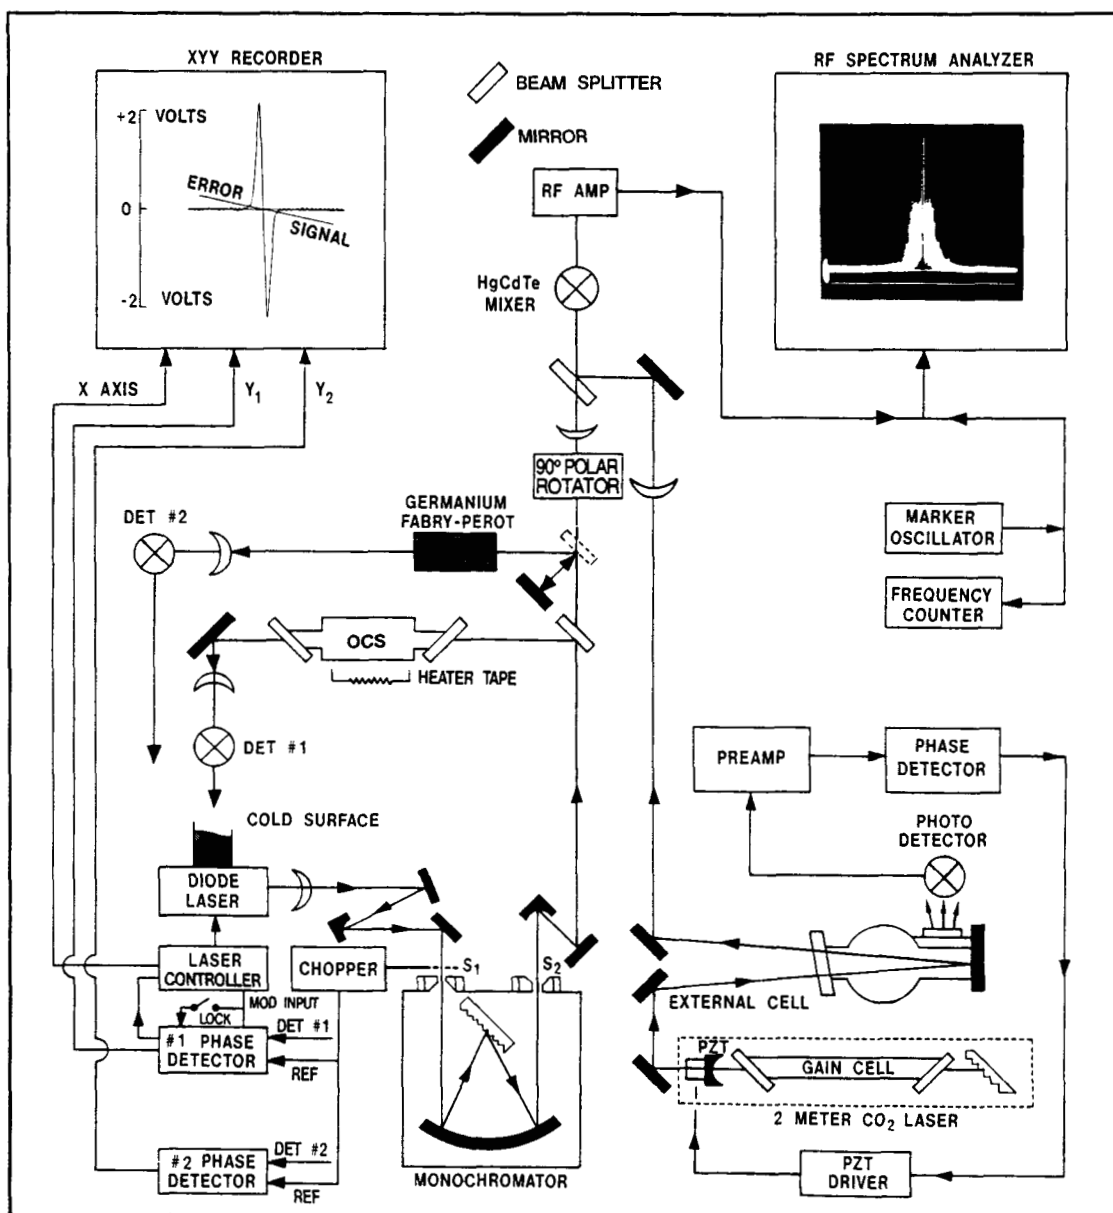 XYY RECORDER
+2 VOLTS
ERROR
0
SIGNAL
-2 VOLTS
X AXIS
Y1
Y2
BEAM SPLITTER
MIRROR
RF SPECTRUM ANALYZER
RF AMP
HgCdTe
MIXER
90° POLAR
ROTATOR
GERMANIUM
FABRY-PEROT
DET #2
OCS
HEATER TAPE
DET #1
MARKER
OSCILLATOR
FREQUENCY
COUNTER
PREAMP
PHASE
DETECTOR
PHOTO
DETECTOR
COLD SURFACE
DIODE
LASER
LASER
CONTROLLER
CHOPPER
S1
S2
MOD INPUT
LOCK
#1 PHASE
DETECTOR
DET #1
REF
#2 PHASE
DETECTOR
DET #2
REF
MONOCHROMATOR
EXTERNAL CELL
PZT
GAIN CELL
2 METER CO2 LASER
PZT
DRIVER